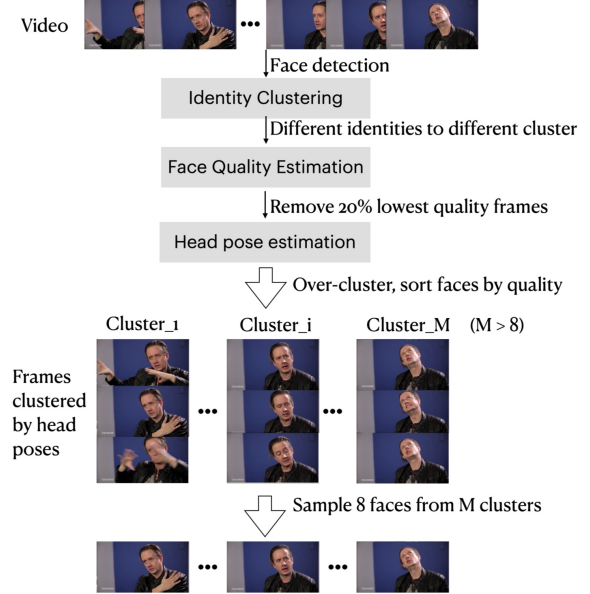 Video
•••
Face detection
Identity Clustering
Different identities to different cluster
Face Quality Estimation
Remove 20% lowest quality frames
Head pose estimation
Over-cluster, sort faces by quality
Cluster_1 Cluster_i Cluster_M (M > 8)
Frames
clustered
by head
poses
••• •••
Sample 8 faces from M clusters
••• •••